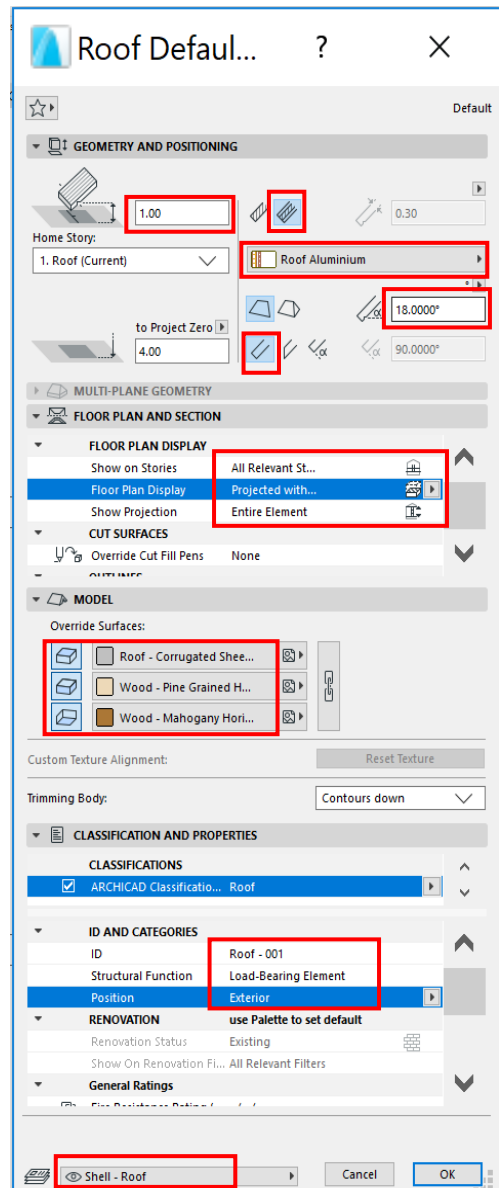 Roof Defaul... ?
Default
GEOMETRY AND POSITIONING
1.00
0.30
Home Story:
1. Roof (Current)
Roof Aluminium
18.0000°
to Project Zero
4.00
α
α
90.0000°
MULTI-PLANE GEOMETRY
FLOOR PLAN AND SECTION
FLOOR PLAN DISPLAY
Show on Stories All Relevant St...
Floor Plan Display Projected with...
Show Projection Entire Element
CUT SURFACES
Override Cut Fill Pens None
MODEL
Override Surfaces:
Roof - Corrugated Shee...
Wood - Pine Grained H...
Wood - Mahogany Hori...
Custom Texture Alignment: Reset Texture
Trimming Body: Contours down
CLASSIFICATION AND PROPERTIES
CLASSIFICATIONS
ARCHICAD Classificatio... Roof
ID AND CATEGORIES
ID Roof - 001
Structural Function Load-Bearing Element
Position Exterior
RENOVATION use Palette to set default
Renovation Status Existing
Show On Renovation Fi... All Relevant Filters
General Ratings
Shell - Roof Cancel OK